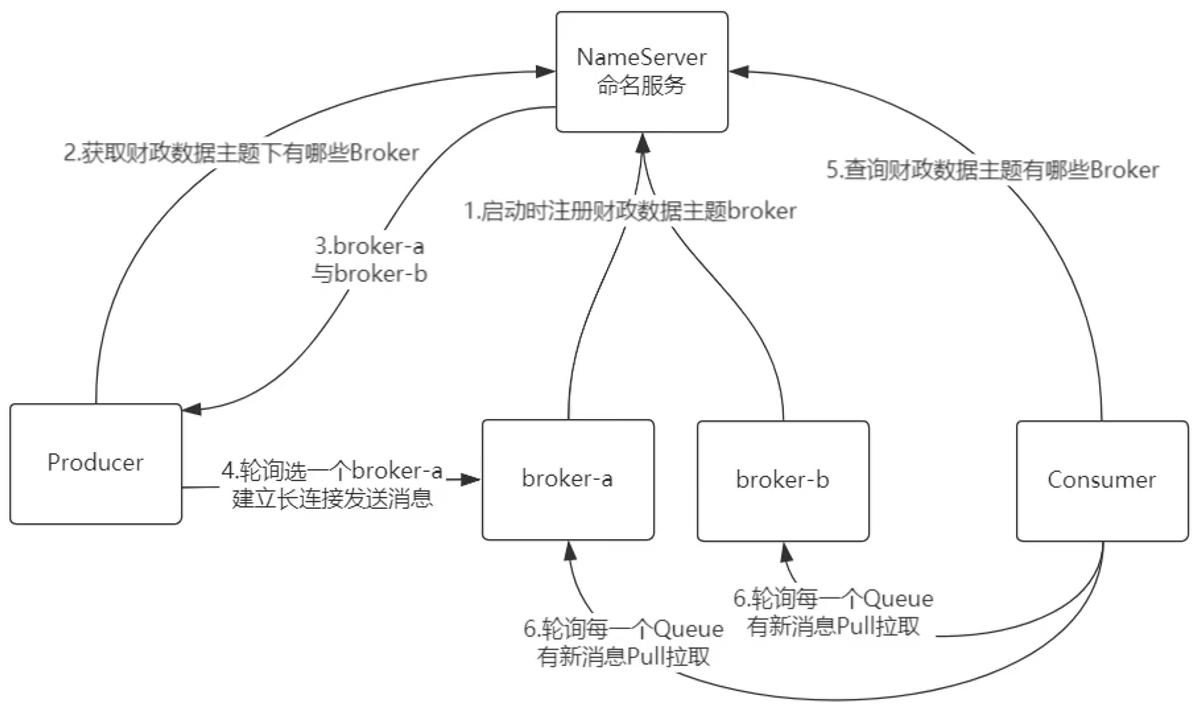 NameServer
命名服务
2.获取财政数据主题下有哪些Broker
5.查询财政数据主题有哪些Broker
1.启动时注册财政数据主题broker
3.broker-a
与broker-b
Producer
4.轮询选一个broker-a
建立长连接发送消息
broker-a
broker-b
Consumer
6.轮询每一个Queue
有新消息Pull拉取
6.轮询每一个Queue
有新消息Pull拉取